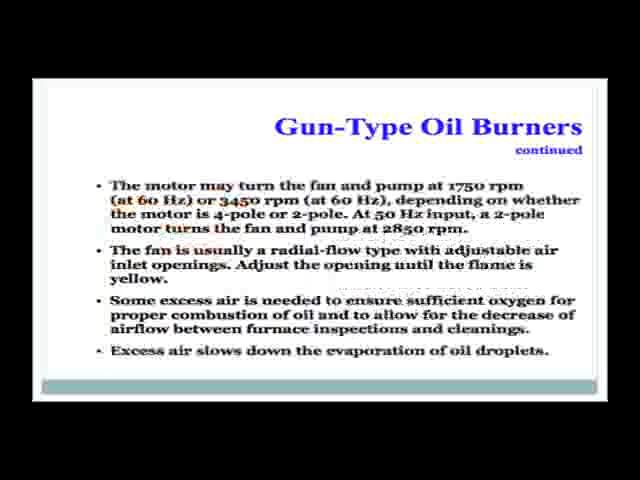 Gun-Type Oil Burners
continued
• The motor may turn the fan and pump at 1750 rpm
(at 60 Hz) or 3450 rpm (at 60 Hz), depending on whether
the motor is 4-pole or 2-pole. At 50 Hz input, a 2-pole
motor turns the fan and pump at 2850 rpm.
• The fan is usually a radial-flow type with adjustable air
inlet openings. Adjust the opening until the flame is
yellow.
• Some excess air is needed to ensure sufficient oxygen for
proper combustion of oil and to allow for the decrease of
airflow between furnace inspections and cleanings.
• Excess air slows down the evaporation of oil droplets.